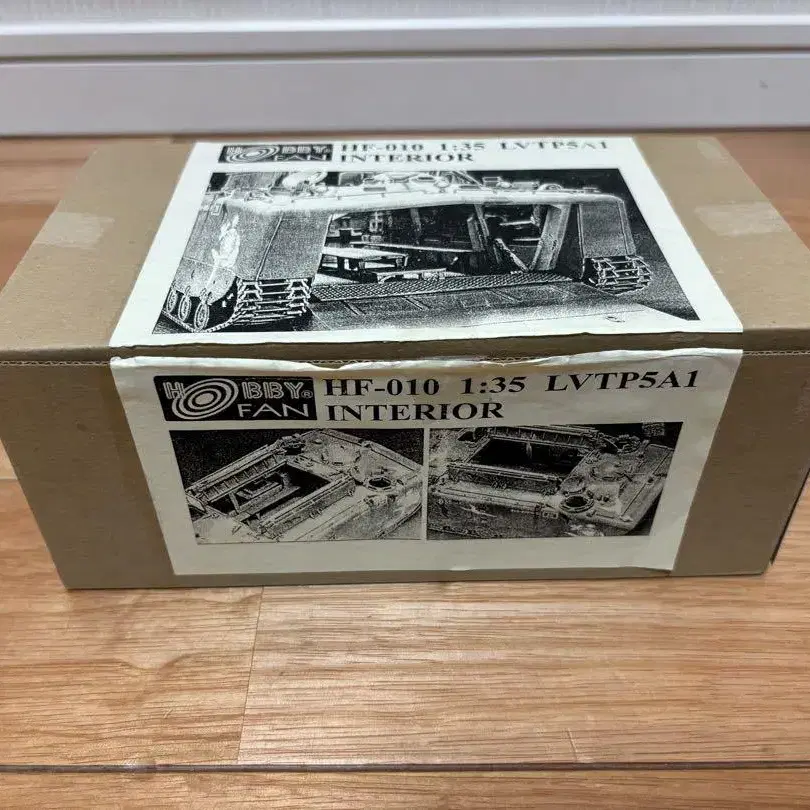 HOBBY® HF-010 1:35 LVTP5A1
FAN INTERIOR
HOBBY® HF-010 1:35 LVTP5A1
FAN INTERIOR